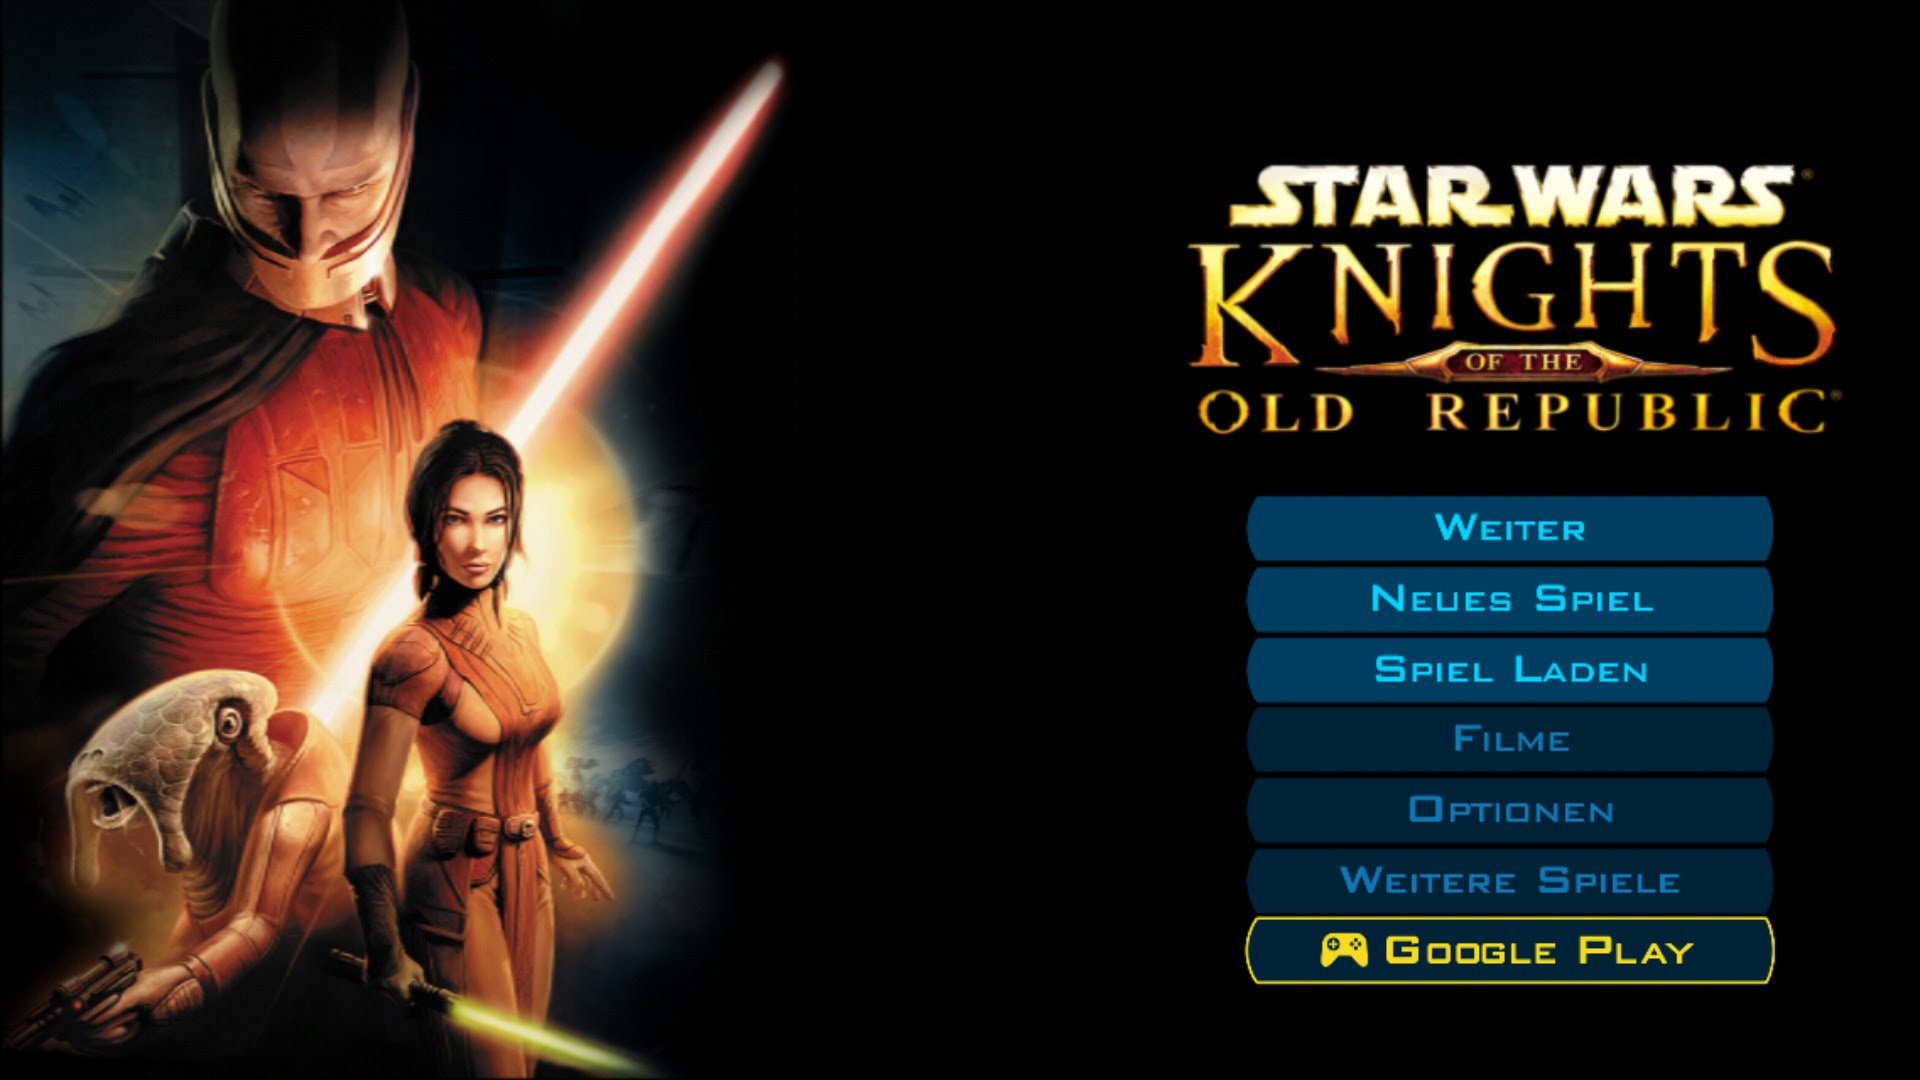 STAR WARS®
KNIGHTS
OF THE
OLD REPUBLIC®
WEITER
NEUES SPIEL
SPIEL LADEN
FILME
OPTIONEN
WEITERE SPIELE
GOOGLE PLAY